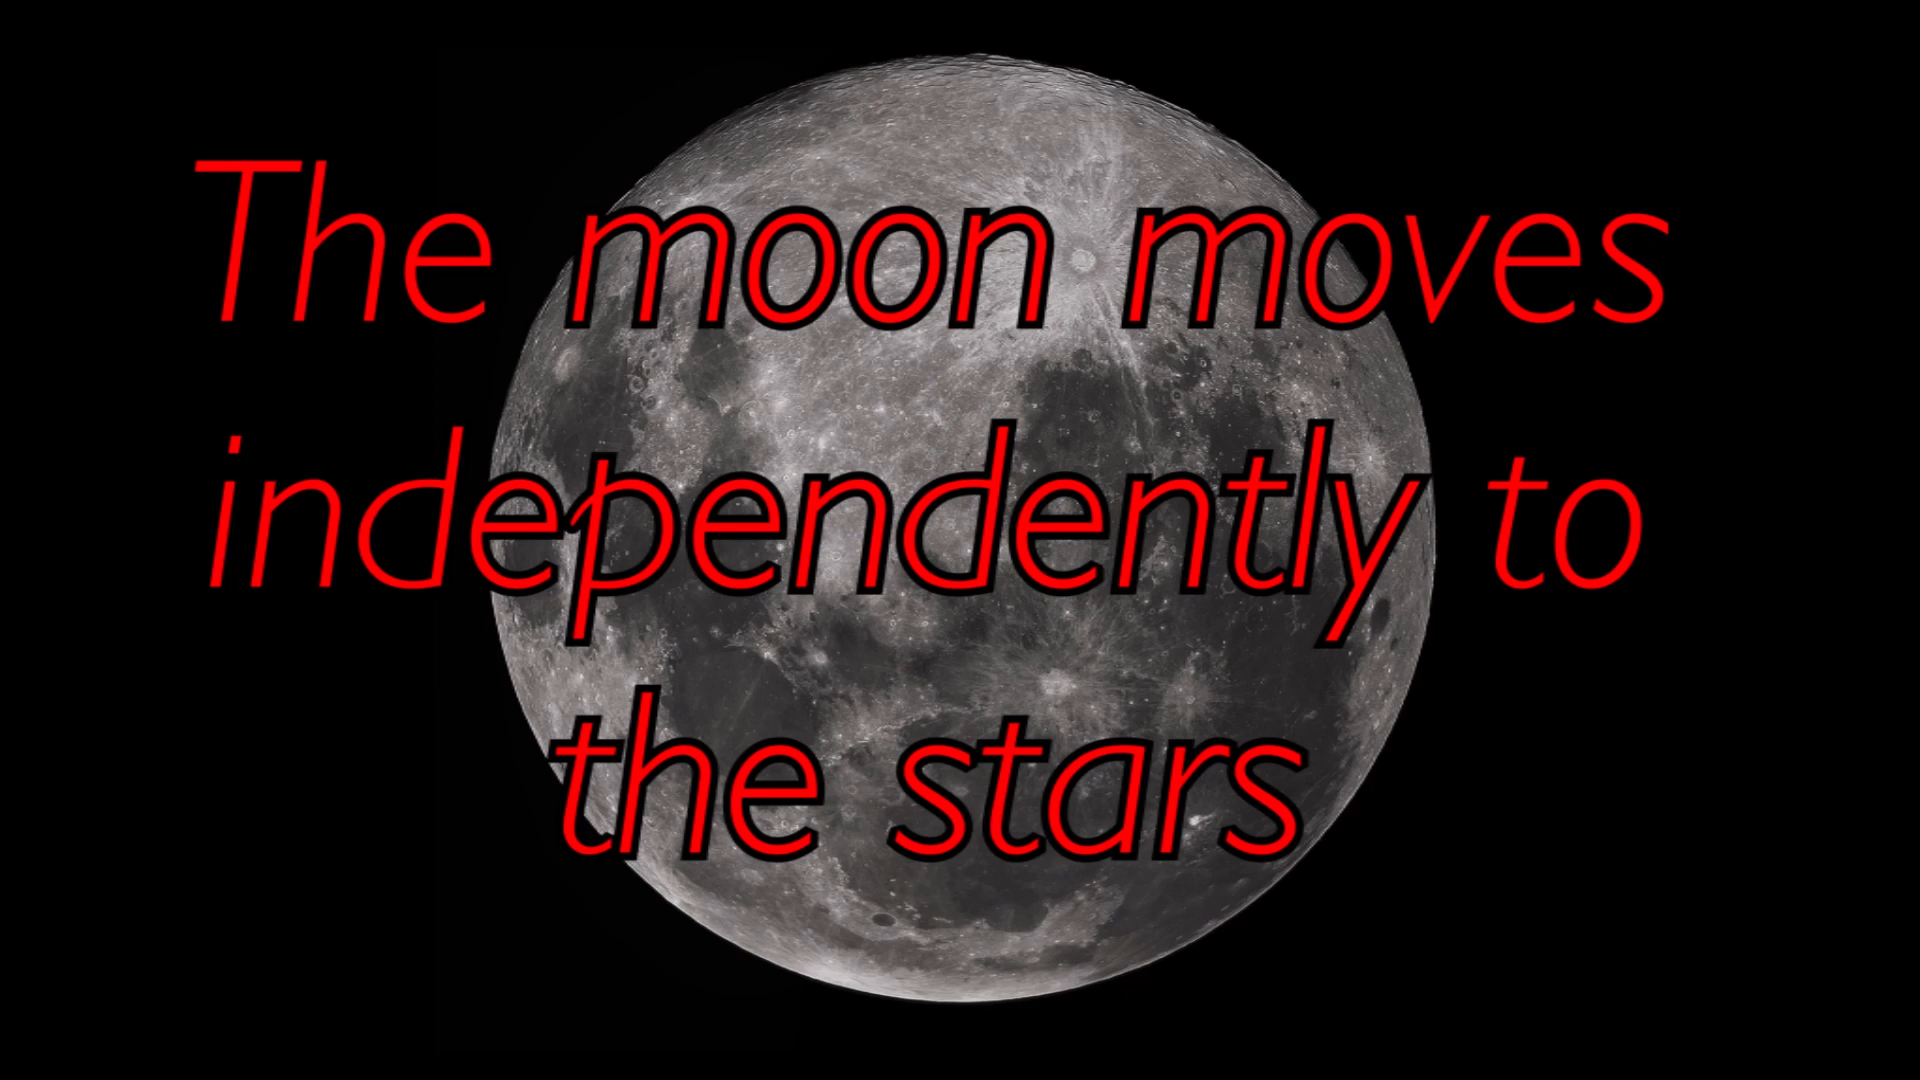 The moon moves
independently to
the stars